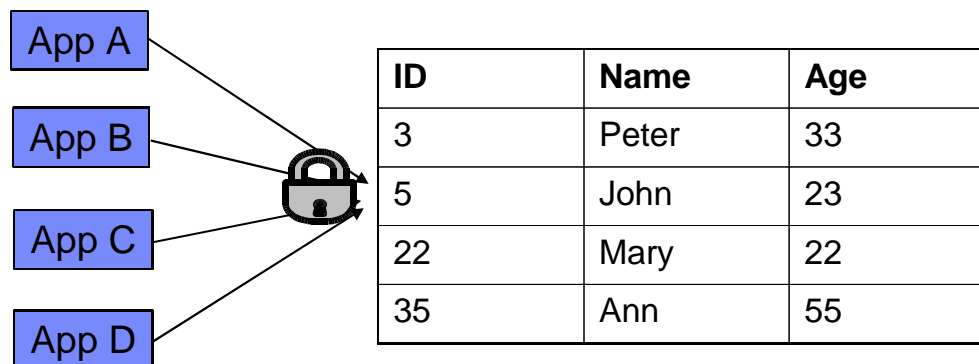 App A
App B
App C
App D
ID Name Age
3 Peter 33
5 John 23
22 Mary 22
35 Ann 55